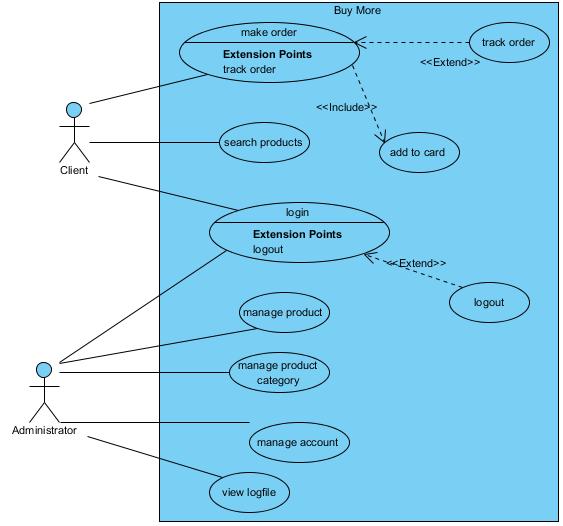 Buy More
make order
Extension Points
track order
track order
<<Extend>>
<<Include>>
search products
add to card
Client
login
Extension Points
logout
<<Extend>>
logout
manage product
manage product
category
Administrator
manage account
view logfile